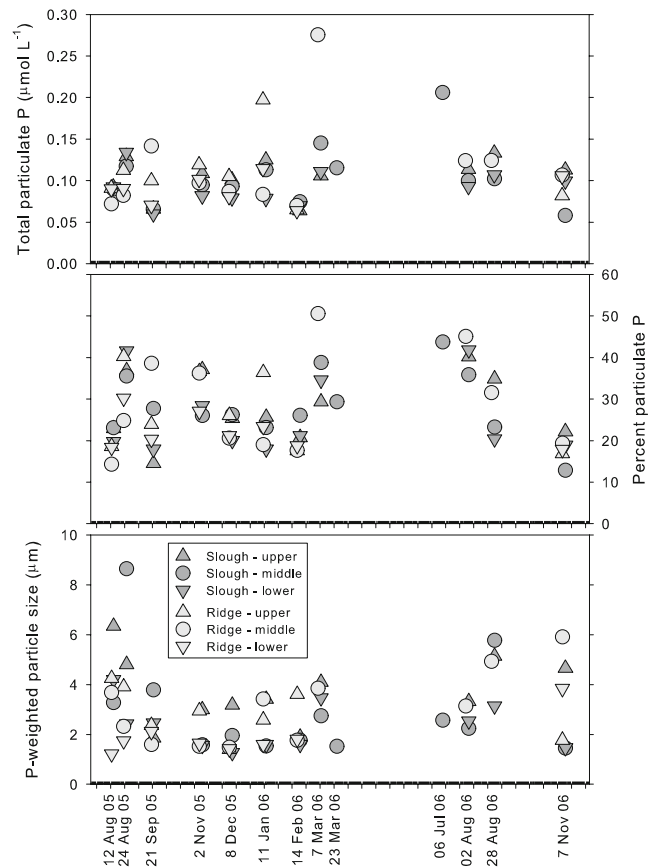 Total particulate P (μmol L⁻¹)
0.30
0.25
0.20
0.15
0.10
0.05
0.00
Percent particulate P
60
50
40
30
20
10
0
P-weighted particle size (μm)
10
8
6
4
2
0
Slough - upper
Slough - middle
Slough - lower
Ridge - upper
Ridge - middle
Ridge - lower
12 Aug 05
24 Aug 05
21 Sep 05
2 Nov 05
8 Dec 05
11 Jan 06
14 Feb 06
7 Mar 06
23 Mar 06
06 Jul 06
02 Aug 06
28 Aug 06
7 Nov 06